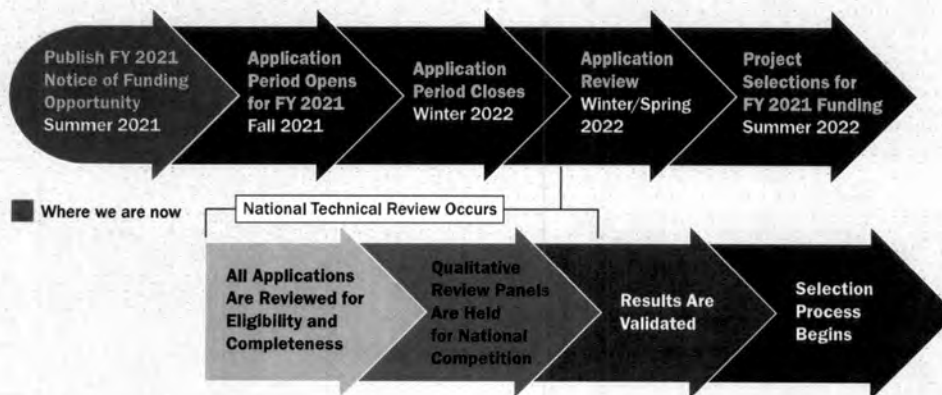 Publish FY 2021
Notice of Funding
Opportunity
Summer 2021
Application
Period Opens
for FY 2021
Fall 2021
Application
Period Closes
Winter 2022
Application
Review
Winter/Spring
2022
Project
Selections for
FY 2021 Funding
Summer 2022
Where we are now
National Technical Review Occurs
All Applications
Are Reviewed for
Eligibility and
Completeness
Qualitative
Review Panels
Are Held
for National
Competition
Results Are
Validated
Selection
Process
Begins